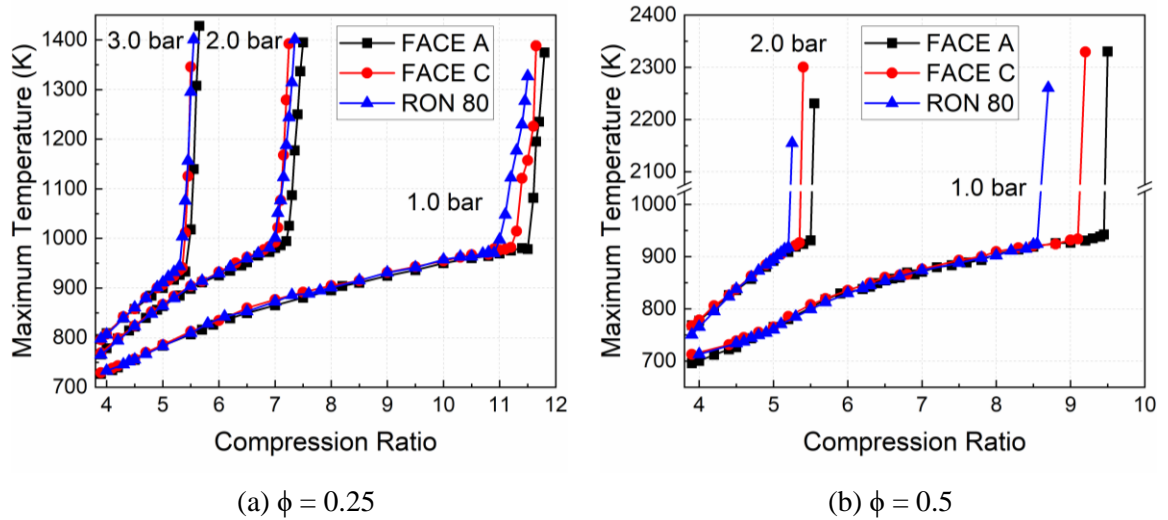 1400
1300
1200
1100
1000
900
800
700
Maximum Temperature (K)
3.0 bar
2.0 bar
1.0 bar
FACE A
FACE C
RON 80
4 5 6 7 8 9 10 11 12
Compression Ratio
(a) ϕ = 0.25
2400
2300
2200
2100
1000
900
800
700
Maximum Temperature (K)
2.0 bar
1.0 bar
FACE A
FACE C
RON 80
4 5 6 7 8 9 10
Compression Ratio
(b) ϕ = 0.5